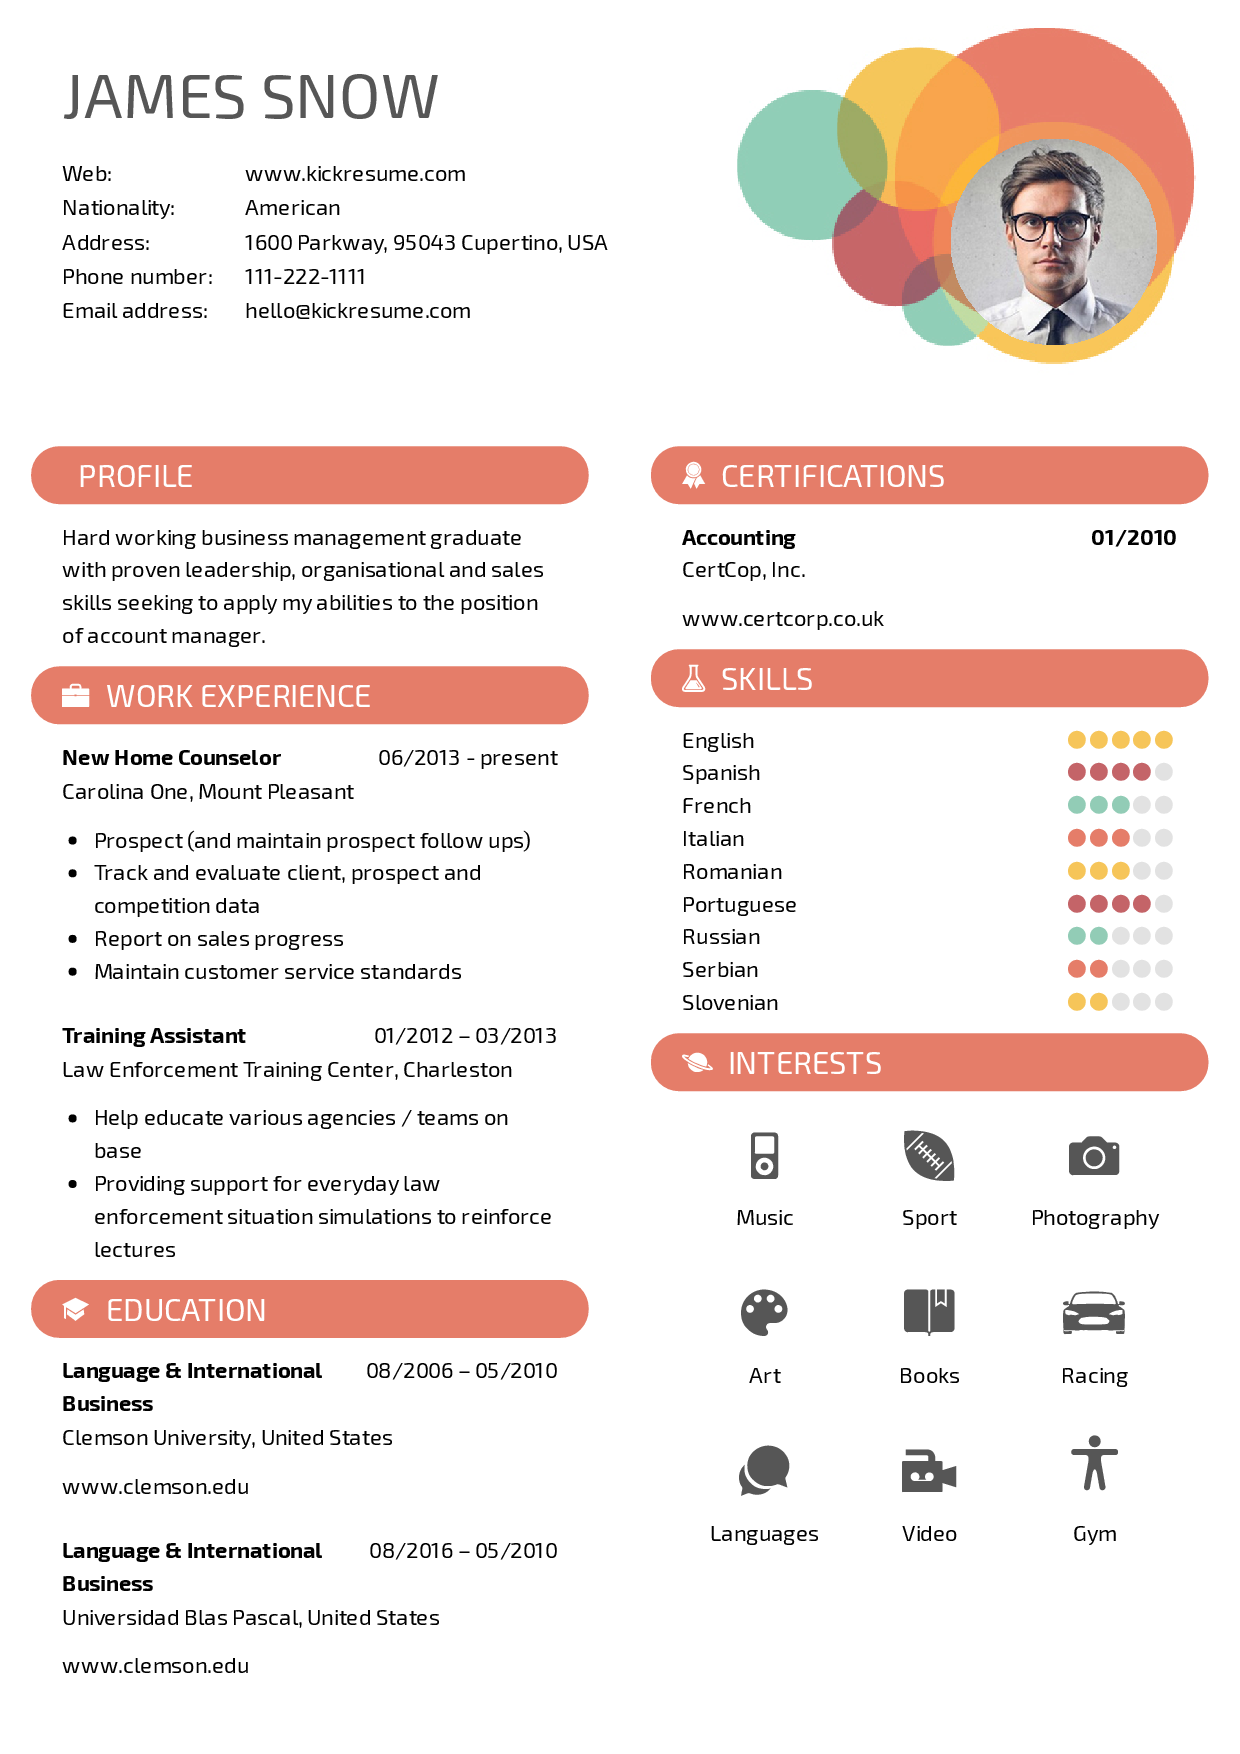 JAMES SNOW
Web: www.kickresume.com
Nationality: American
Address: 1600 Parkway, 95043 Cupertino, USA
Phone number: 111-222-1111
Email address: hello@kickresume.com
PROFILE
Hard working business management graduate
with proven leadership, organisational and sales
skills seeking to apply my abilities to the position
of account manager.
WORK EXPERIENCE
New Home Counselor 06/2013 - present
Carolina One, Mount Pleasant
• Prospect (and maintain prospect follow ups)
• Track and evaluate client, prospect and
competition data
• Report on sales progress
• Maintain customer service standards
Training Assistant 01/2012 – 03/2013
Law Enforcement Training Center, Charleston
• Help educate various agencies / teams on
base
• Providing support for everyday law
enforcement situation simulations to reinforce
lectures
EDUCATION
Language & International 08/2006 – 05/2010
Business
Clemson University, United States
www.clemson.edu
Language & International 08/2016 – 05/2010
Business
Universidad Blas Pascal, United States
www.clemson.edu
CERTIFICATIONS
Accounting 01/2010
CertCop, Inc.
www.certcorp.co.uk
SKILLS
English
Spanish
French
Italian
Romanian
Portuguese
Russian
Serbian
Slovenian
INTERESTS
Music Sport Photography
Art Books Racing
Languages Video Gym